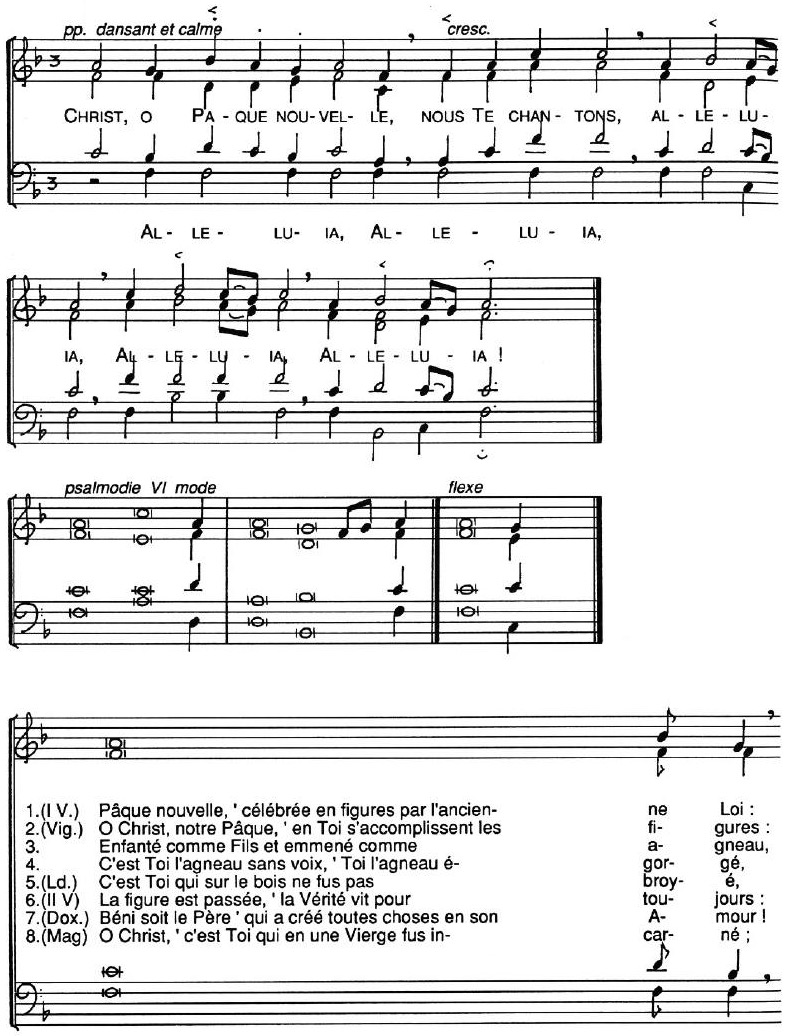 pp. dansant et calme cresc.
CHRIST, O PA - QUE NOU-VEL- LE, NOUS TE CHAN - TONS, AL - LE - LU -
AL - LE - LU- IA, AL - LE - LU - IA,
IA, AL - LE - LU - IA, AL - LE - LU - IA !
psalmodie VI mode flexe
1.(I V.) Pâque nouvelle, ' célébrée en figures par l'ancien- ne Loi :
2.(Vig.) O Christ, notre Pâque, ' en Toi s'accomplissent les fi- gures :
3. Enfanté comme Fils et emmené comme a- gneau,
4. C'est Toi l'agneau sans voix, ' Toi l'agneau é- gor- gé,
5.(Ld.) C'est Toi qui sur le bois ne fus pas broy- é,
6.(II V) La figure est passée, ' la Vérité vit pour tou- jours :
7.(Dox.) Béni soit le Père ' qui a créé toutes choses en son A- mour !
8.(Mag) O Christ, ' c'est Toi qui en une Vierge fus in- car- né ;